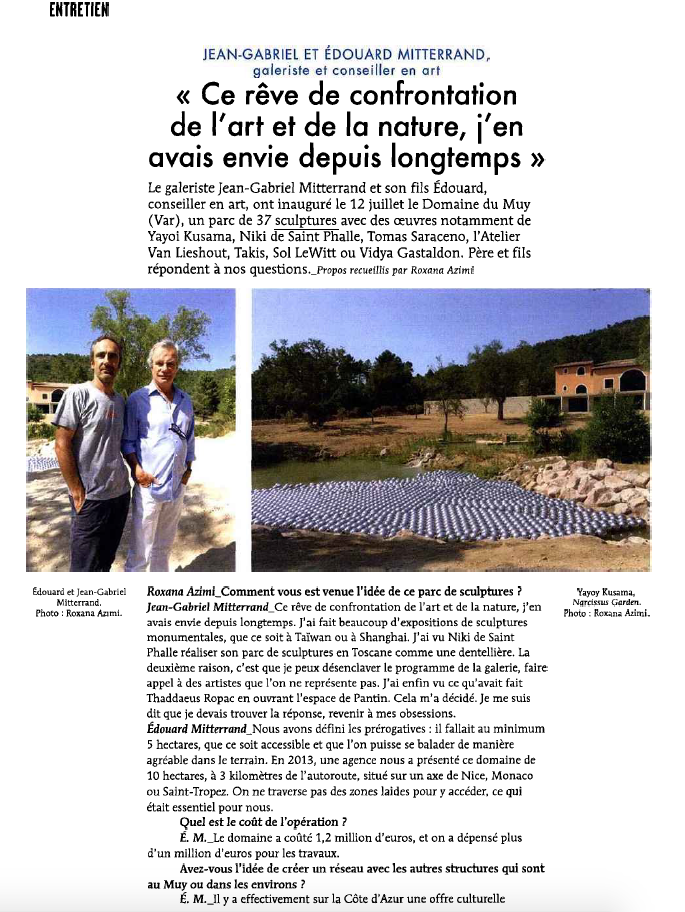 ENTRETIEN
JEAN-GABRIEL ET ÉDOUARD MITTERRAND,
galeriste et conseiller en art
« Ce rêve de confrontation
de l'art et de la nature, j'en
avais envie depuis longtemps »
Le galeriste Jean-Gabriel Mitterrand et son fils Édouard,
conseiller en art, ont inauguré le 12 juillet le Domaine du Muy
(Var), un parc de 37 sculptures avec des œuvres notamment de
Yayoi Kusama, Niki de Saint Phalle, Tomas Saraceno, l'Atelier
Van Lieshout, Takis, Sol LeWitt ou Vidya Gastaldon. Père et fils
répondent à nos questions._Propos recueillis par Roxana Azimi
Édouard et Jean-Gabriel
Mitterrand.
Photo : Roxana Azimi.
Roxana Azimi_Comment vous est venue l'idée de ce parc de sculptures ?
Jean-Gabriel Mitterrand_Ce rêve de confrontation de l'art et de la nature, j'en
avais envie depuis longtemps. J'ai fait beaucoup d'expositions de sculptures
monumentales, que ce soit à Taïwan ou à Shanghai. J'ai vu Niki de Saint
Phalle réaliser son parc de sculptures en Toscane comme une dentellière. La
deuxième raison, c'est que je peux désenclaver le programme de la galerie, faire
appel à des artistes que l'on ne représente pas. J'ai enfin vu ce qu'avait fait
Thaddaeus Ropac en ouvrant l'espace de Pantin. Cela m'a décidé. Je me suis
dit que je devais trouver la réponse, revenir à mes obsessions.
Édouard Mitterrand_Nous avons défini les prérogatives : il fallait au minimum
5 hectares, que ce soit accessible et que l'on puisse se balader de manière
agréable dans le terrain. En 2013, une agence nous a présenté ce domaine de
10 hectares, à 3 kilomètres de l'autoroute, situé sur un axe de Nice, Monaco
ou Saint-Tropez. On ne traverse pas des zones laides pour y accéder, ce qui
était essentiel pour nous.
Quel est le coût de l'opération ?
É. M._Le domaine a coûté 1,2 million d'euros, et on a dépensé plus
d'un million d'euros pour les travaux.
Avez-vous l'idée de créer un réseau avec les autres structures qui sont
au Muy ou dans les environs ?
É. M._Il y a effectivement sur la Côte d'Azur une offre culturelle
Yayoy Kusama,
Narcissus Garden.
Photo : Roxana Azimi.